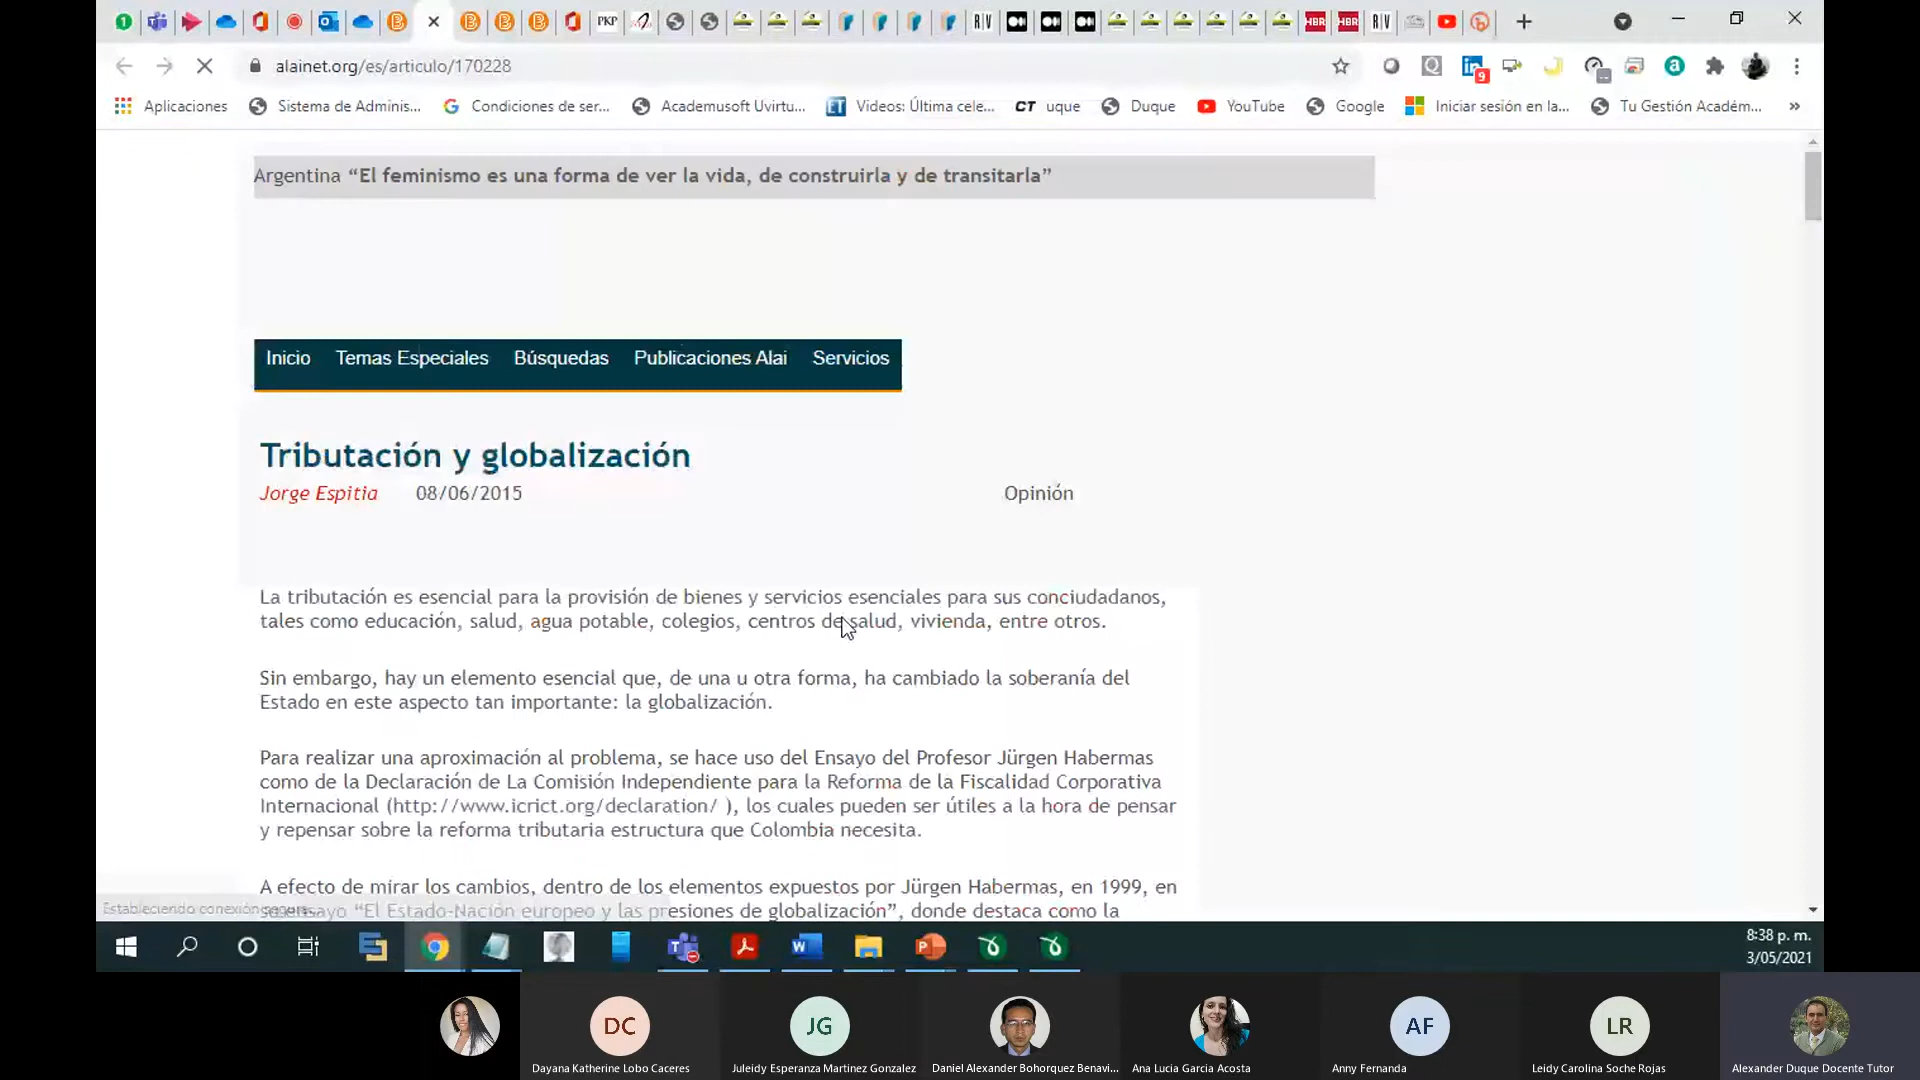 alainet.org/es/articulo/170228
Aplicaciones
Sistema de Adminis...
Condiciones de ser...
Academusoft Uvirtu...
Videos: Última cele...
CT uque
Duque
YouTube
Google
Iniciar sesión en la...
Tu Gestión Académ...
»
Argentina “El feminismo es una forma de ver la vida, de construirla y de transitarla”
Inicio Temas Especiales Búsquedas Publicaciones Alai Servicios
Tributación y globalización
Jorge Espitia 08/06/2015 Opinión
La tributación es esencial para la provisión de bienes y servicios esenciales para sus conciudadanos,
tales como educación, salud, agua potable, colegios, centros de salud, vivienda, entre otros.
Sin embargo, hay un elemento esencial que, de una u otra forma, ha cambiado la soberanía del
Estado en este aspecto tan importante: la globalización.
Para realizar una aproximación al problema, se hace uso del Ensayo del Profesor Jürgen Habermas
como de la Declaración de La Comisión Independiente para la Reforma de la Fiscalidad Corporativa
Internacional (http://www.icrict.org/declaration/ ), los cuales pueden ser útiles a la hora de pensar
y repensar sobre la reforma tributaria estructura que Colombia necesita.
A efecto de mirar los cambios, dentro de los elementos expuestos por Jürgen Habermas, en 1999, en
“El Estado-Nación europeo y las presiones de globalización”, donde destaca como la
Estableciendo conexión
8:38 p. m.
3/05/2021
DC
JG
AF
LR
Dayana Katherine Lobo Caceres
Juleidy Esperanza Martinez Gonzalez
Daniel Alexander Bohorquez Benavi...
Ana Lucia Garcia Acosta
Anny Fernanda
Leidy Carolina Soche Rojas
Alexander Duque Docente Tutor